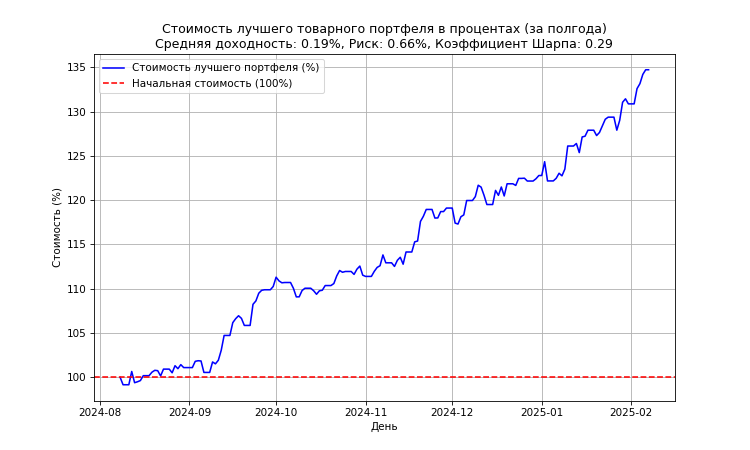 Стоимость лучшего товарного портфеля в процентах (за полгода)
Средняя доходность: 0.19%, Риск: 0.66%, Коэффициент Шарпа: 0.29
Стоимость лучшего портфеля (%)
Начальная стоимость (100%)
Стоимость (%)
135
130
125
120
115
110
105
100
2024-08
2024-09
2024-10
2024-11
2024-12
2025-01
2025-02
День